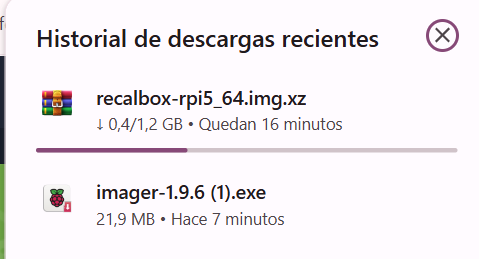 Historial de descargas recientes
recalbox-rpi5_64.img.xz
↓ 0,4/1,2 GB • Quedan 16 minutos
imager-1.9.6 (1).exe
21,9 MB • Hace 7 minutos